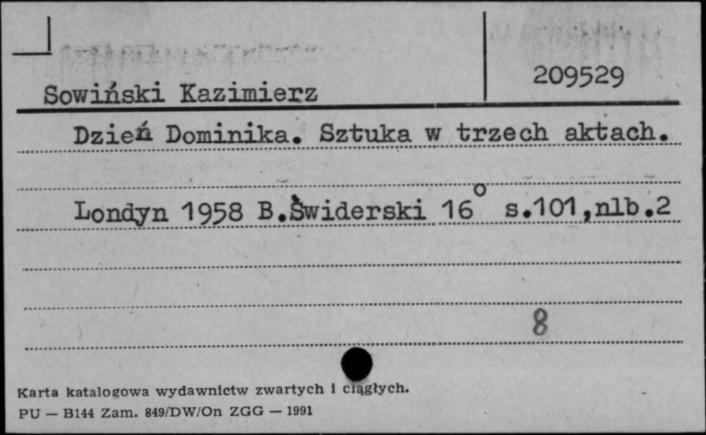 209529
Sowiński Kazimierz
Dzień Dominika. Sztuka w trzech aktach.
Londyn 1958 B.Świderski 16° s.101,nlb.2
8
Karta katalogowa wydawnictw zwartych i ciągłych.
PU — B144 Zam. 849/DW/On ZGG — 1991